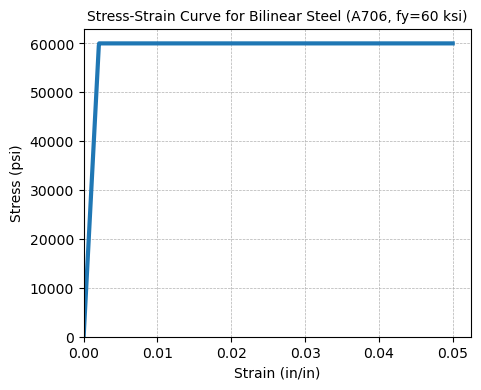 Stress-Strain Curve for Bilinear Steel (A706, fy=60 ksi)
60000
50000
40000
30000
20000
10000
0
Stress (psi)
0.00 0.01 0.02 0.03 0.04 0.05
Strain (in/in)